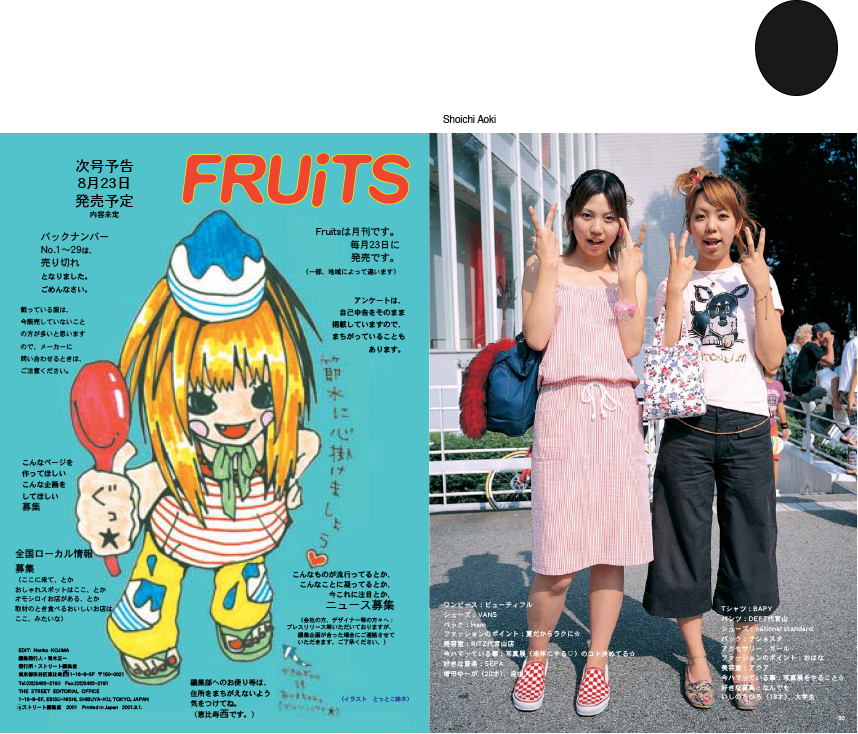 Shoichi Aoki
次号予告
8月23日
発売予定
内容未定
FRUiTS
バックナンバー
No.1〜29は、
売り切れ
となりました。
ごめんなさい。
Fruitsは月刊です。
毎月23日に
発売です。
(一部、地域によって違います)
載っている服は、
今販売していないこと
の方が多いと思います
ので、メーカーに
問い合わせるときは、
ご注意ください。
アンケートは、
自己申告をそのまま
掲載していますので、
まちがっていることも
あります。
節水に心掛けましょう
こんなページを
作ってほしい
こんな企画を
してほしい
募集
ぐっ
★
全国ローカル情報
募集
(ここに来て、とか
おしゃれスポットはここ、とか
オモシロイお店がある、とか
取材のとき食べるおいしいお店は
ここ、みたいな)
こんなものが流行ってるとか、
こんなことに凝ってるとか、
今これに注目とか、
ニュース募集
(会社の方、デザイナー等の方々へ:
プレスリリース等いただいておりますが、
編集企画が合った場合にご連絡させて
いただきます。ご了承ください。)
EDIT: Noriko KOJIMA
編集発行人・青木正一
発行所・ストリート編集室
東京都渋谷区恵比寿西1-16-8-5F 〒150-0021
THE STREET EDITORIAL OFFICE
1-16-8-5F, EBISU-NISHI, SHIBUYA-KU, TOKYO, JAPAN
ストリート編集室 2001 Printed in Japan 2001.9.1.
編集部へのお便り等は、
住所をまちがえないよう
気をつけてね。
(恵比寿西です。)
(イラスト とっとこ鈴木)
ワンピース:ビューティフル
シューズ:VANS
バック:Hem
ファッションのポイント:夏だからラクに☆
美容室:RITZ代官山店
今ハマっている事:写真展(来年にやる♡)のコト決めてる☆
好きな音楽:SEPA
増田ゆーが(20才)
Tシャツ:BAPY
パンツ:DEPT代官山
シューズ:national standard
バック:ナショスタ
アクセサリー:ガール
ファッションのポイント:おはな
美容室:アクア
今ハマっている事:写真展をやること☆
好きな音楽:なんでも
いしのちひろ(18才)、大学生